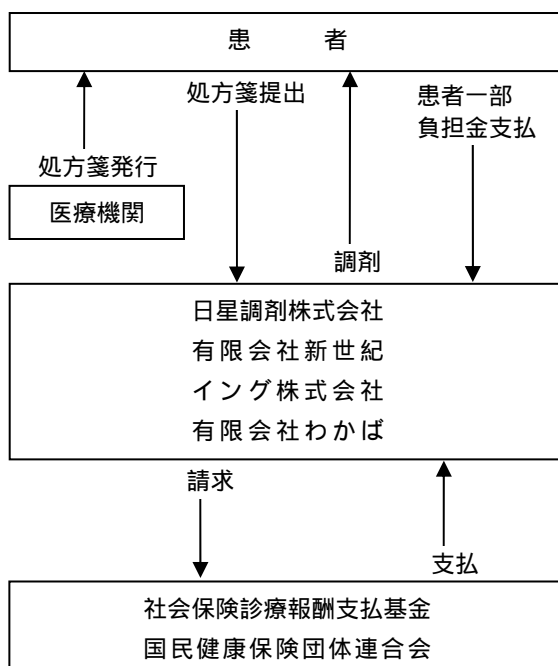 患者
処方箋提出
患者一部
負担金支払
処方箋発行
医療機関
調剤
日星調剤株式会社
有限会社新世紀
イング株式会社
有限会社わかば
請求
支払
社会保険診療報酬支払基金
国民健康保険団体連合会